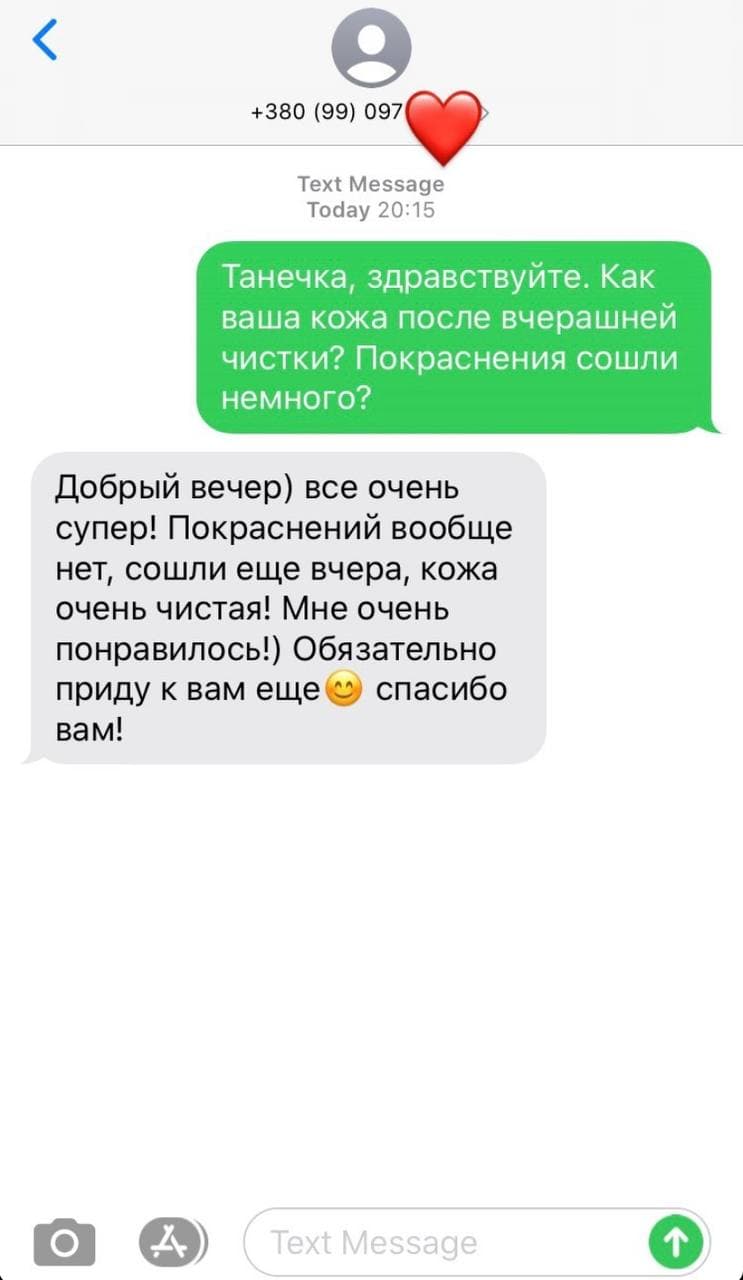 +380 (99) 097
Text Message
Today 20:15
Танечка, здравствуйте. Как
ваша кожа после вчерашней
чистки? Покраснения сошли
немного?
Добрый вечер) все очень
супер! Покраснений вообще
нет, сошли еще вчера, кожа
очень чистая! Мне очень
понравилось!) Обязательно
приду к вам еще😊 спасибо
вам!
Text Message